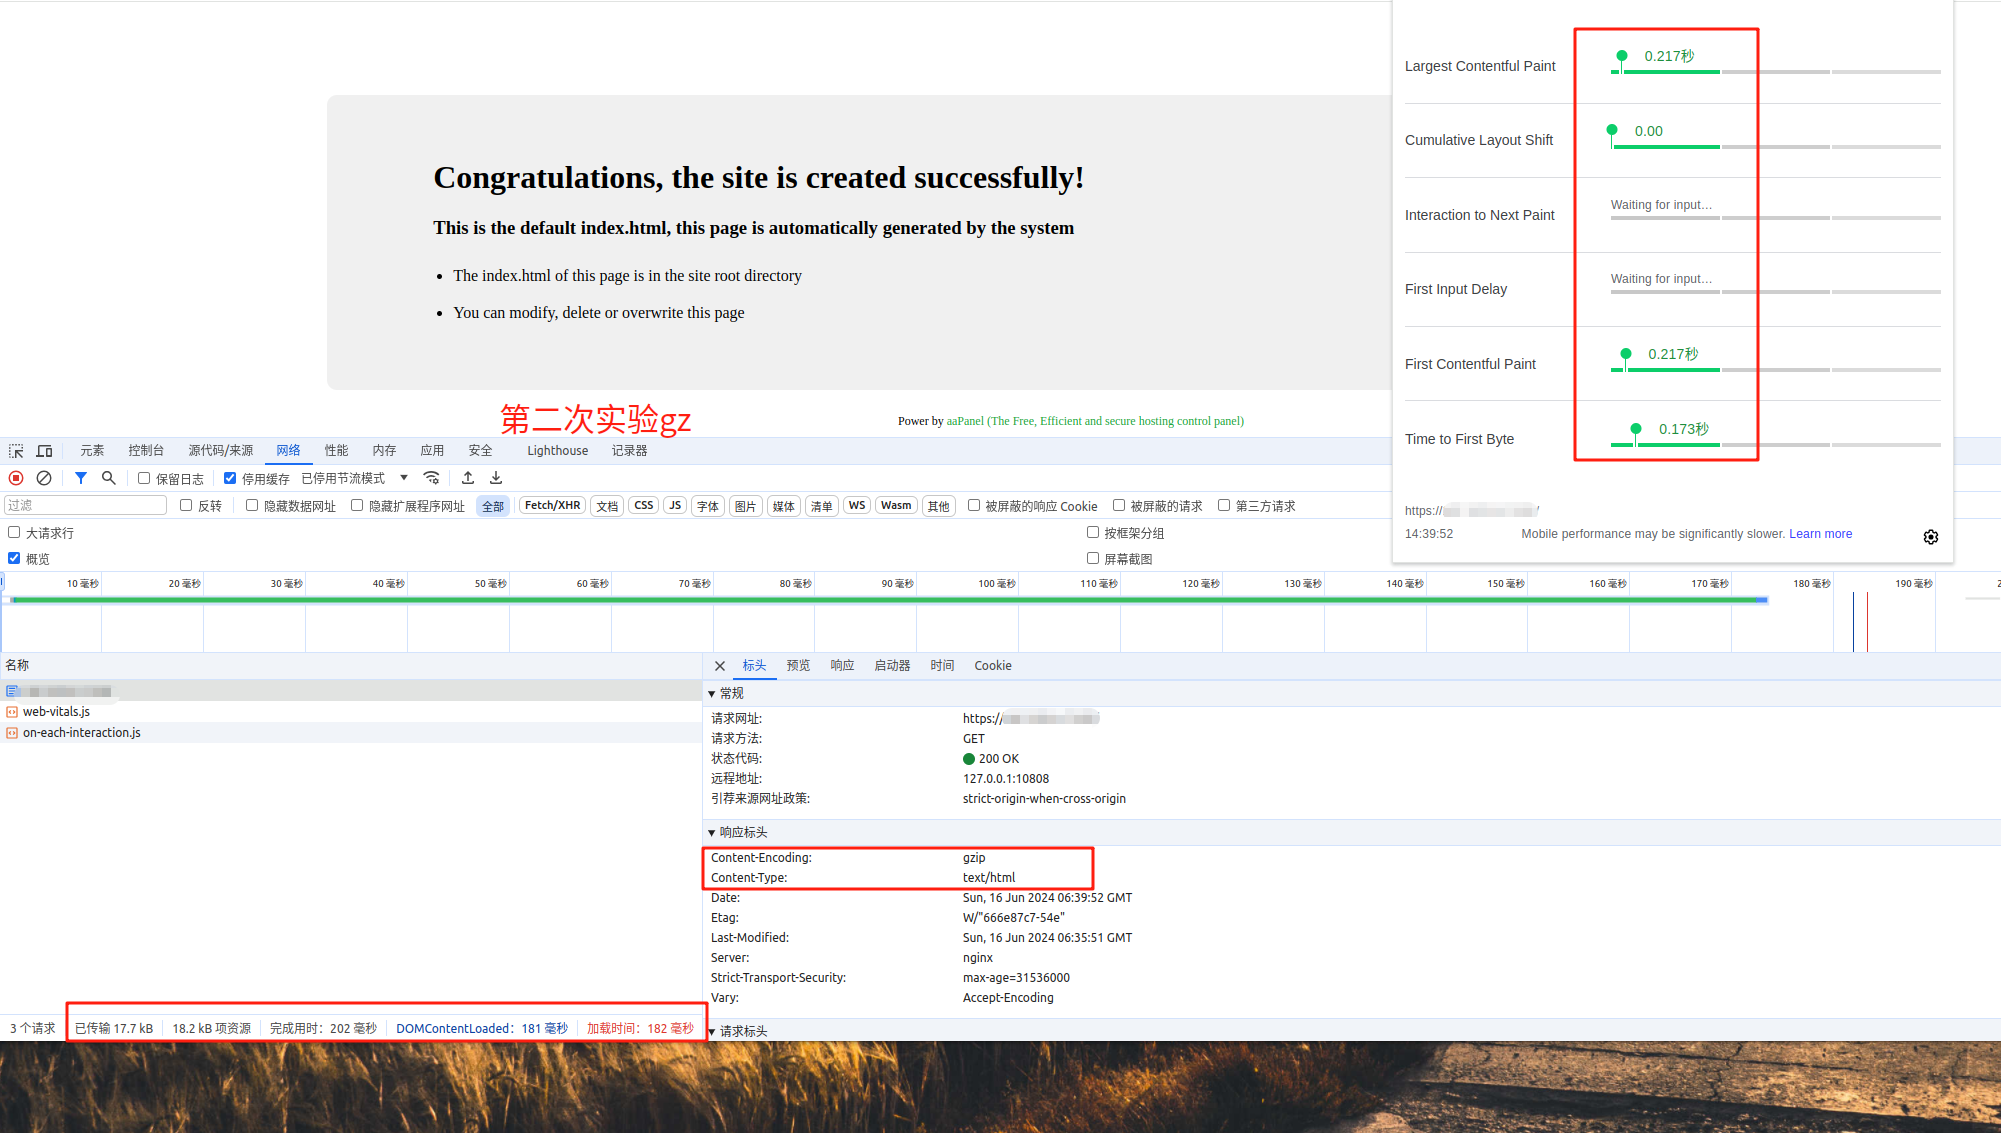 Largest Contentful Paint
0.217秒
Cumulative Layout Shift
0.00
Interaction to Next Paint
Waiting for input…
First Input Delay
Waiting for input…
First Contentful Paint
0.217秒
Time to First Byte
0.173秒
https://
14:39:52
Mobile performance may be significantly slower. Learn more
Congratulations, the site is created successfully!
This is the default index.html, this page is automatically generated by the system
The index.html of this page is in the site root directory
You can modify, delete or overwrite this page
第二次实验gz
Power by aaPanel (The Free, Efficient and secure hosting control panel)
元素 控制台 源代码/来源 网络 性能 内存 应用 安全 Lighthouse 记录器
保留日志 停用缓存 已停用节流模式
过滤 反转 隐藏数据网址 隐藏扩展程序网址 全部 Fetch/XHR 文档 CSS JS 字体 图片 媒体 清单 WS Wasm 其他 被屏蔽的响应 Cookie 被屏蔽的请求 第三方请求
大请求行 按框架分组
概览 屏幕截图
10 毫秒 20 毫秒 30 毫秒 40 毫秒 50 毫秒 60 毫秒 70 毫秒 80 毫秒 90 毫秒 100 毫秒 110 毫秒 120 毫秒 130 毫秒 140 毫秒 150 毫秒 160 毫秒 170 毫秒 180 毫秒 190 毫秒
名称
web-vitals.js
on-each-interaction.js
标头 预览 响应 启动器 时间 Cookie
常规
请求网址: https://
请求方法: GET
状态代码: 200 OK
远程地址: 127.0.0.1:10808
引荐来源网址政策: strict-origin-when-cross-origin
响应标头
Content-Encoding: gzip
Content-Type: text/html
Date: Sun, 16 Jun 2024 06:39:52 GMT
Etag: W/"666e87c7-54e"
Last-Modified: Sun, 16 Jun 2024 06:35:51 GMT
Server: nginx
Strict-Transport-Security: max-age=31536000
Vary: Accept-Encoding
请求标头
3 个请求 已传输 17.7 kB 18.2 kB 项资源 完成用时：202 毫秒 DOMContentLoaded：181 毫秒 加载时间：182 毫秒